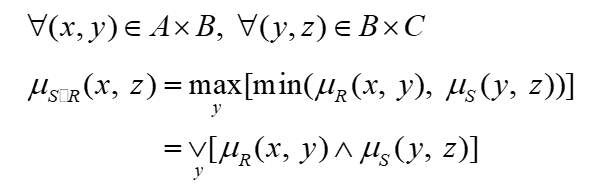 ∀(x, y) ∈ A × B, ∀(y, z) ∈ B × C
μ_{S□R}(x, z) = max_y[min(μ_R(x, y), μ_S(y, z))]
= ∨_y[μ_R(x, y) ∧ μ_S(y, z)]